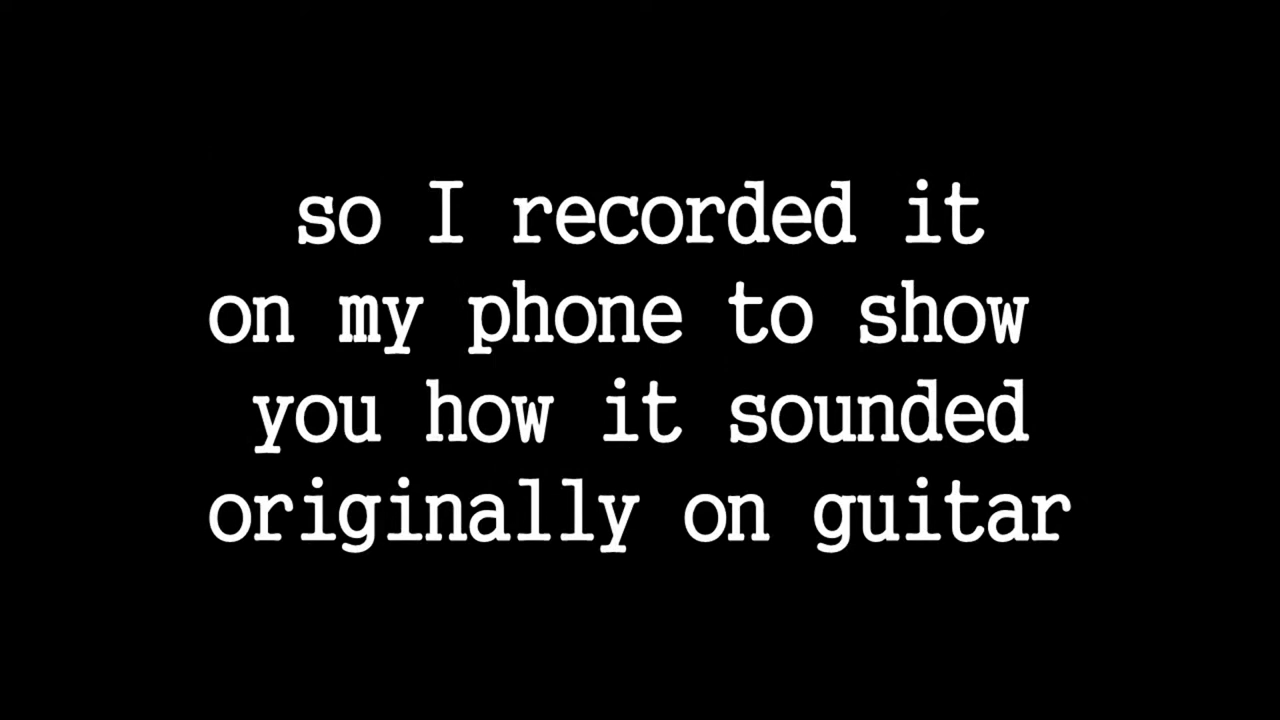 so I recorded it
on my phone to show
you how it sounded
originally on guitar